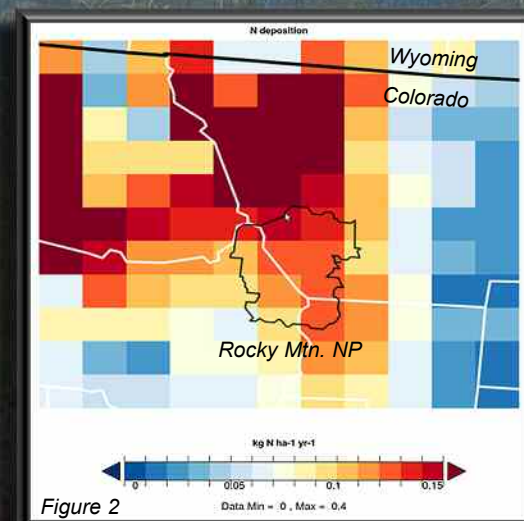 N deposition
Wyoming
Colorado
Rocky Mtn. NP
kg N ha-1 yr-1
0 0.05 0.1 0.15
Data Min = 0 , Max = 0.4
Figure 2